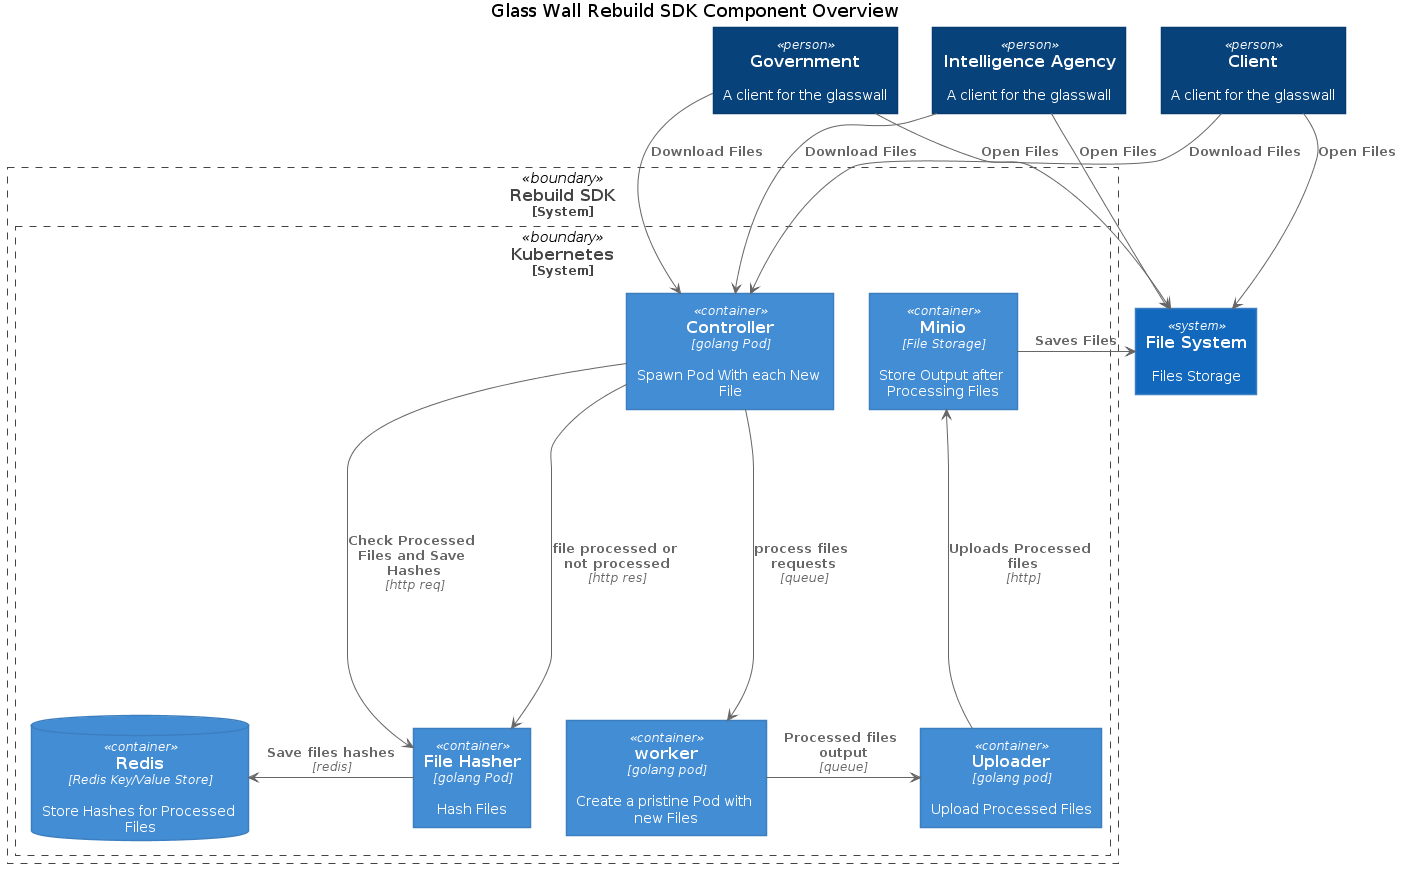 Glass Wall Rebuild SDK Component Overview
«person»
Government
A client for the glasswall
«person»
Intelligence Agency
A client for the glasswall
«person»
Client
A client for the glasswall
Download Files
Download Files
Open Files
Open Files
Download Files
Open Files
«boundary»
Rebuild SDK
[System]
«boundary»
Kubernetes
[System]
«container»
Controller
[golang Pod]
Spawn Pod With each New
File
«container»
Minio
[File Storage]
Store Output after
Processing Files
Saves Files
«system»
File System
Files Storage
Check Processed
Files and Save
Hashes
[http req]
file processed or
not processed
[http res]
process files
requests
[queue]
Uploads Processed
files
[http]
«container»
Redis
[Redis Key/Value Store]
Store Hashes for Processed
Files
Save files hashes
[redis]
«container»
File Hasher
[golang Pod]
Hash Files
«container»
worker
[golang pod]
Create a pristine Pod with
new Files
Processed files
output
[queue]
«container»
Uploader
[golang pod]
Upload Processed Files